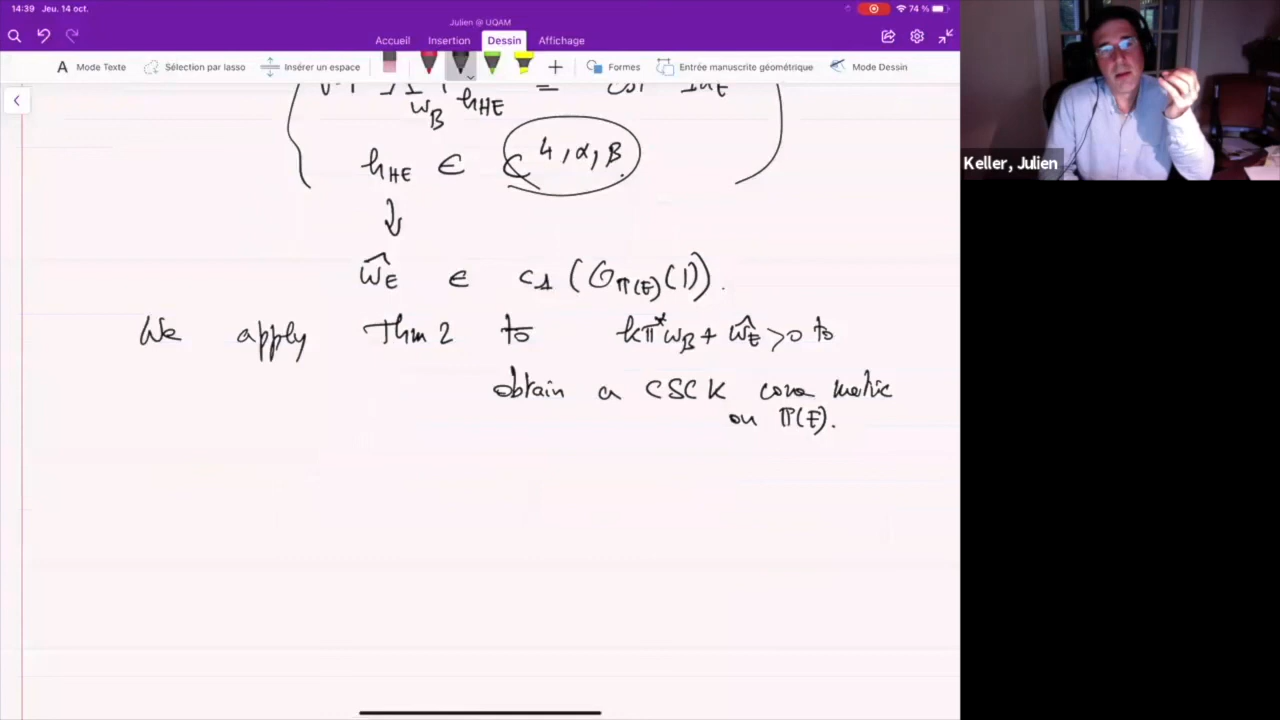 14:39 Jeu. 14 oct.
74 %
Julien @ UQAM
Accueil Insertion Dessin Affichage
A Mode Texte Sélection par lasso Insérer un espace Formes Entrée manuscrite géométrique Mode Dessin
Keller, Julien
ω_B h_HE =
h_HE ∈ C^{4,α,β}
↓
ω̂_E ∈ c_1 (O_{P(E)}(1)).
We apply Thm 2 to kπ*ω_B + ω̂_E > 0 to
obtain a CSCK cone metric
on P(E).